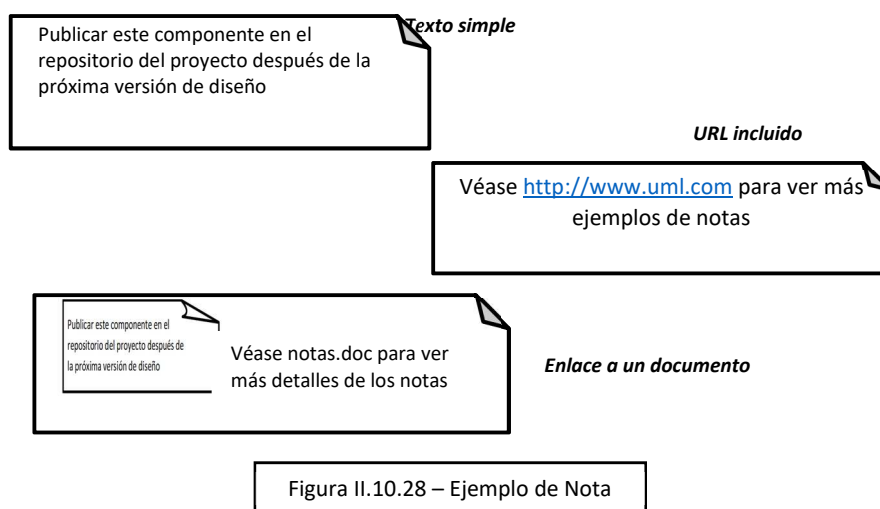 Texto simple
Publicar este componente en el
repositorio del proyecto después de la
próxima versión de diseño
URL incluido
Véase http://www.uml.com para ver más
ejemplos de notas
Publicar este componente en el
repositorio del proyecto después de
la próxima versión de diseño
Véase notas.doc para ver
más detalles de los notas
Enlace a un documento
Figura II.10.28 – Ejemplo de Nota